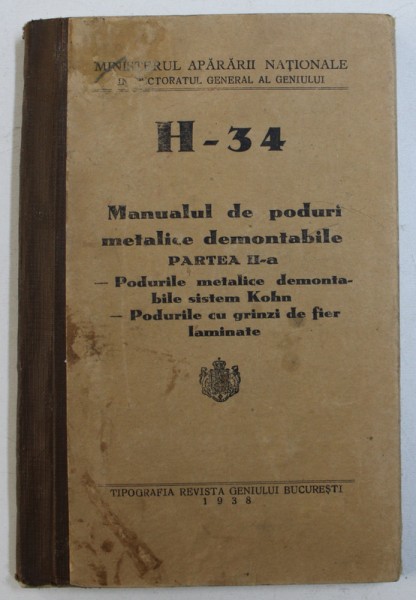 MINISTERUL APĂRĂRII NAȚIONALE
INSPECTORATUL GENERAL AL GENIULUI
H-34
Manualul de poduri
metalice demontabile
PARTEA II-a
— Podurile metalice demonta-
bile sistem Kohn
— Podurile cu grinzi de fier
laminate
TIPOGRAFIA REVISTA GENIULUI BUCUREȘTI
1938